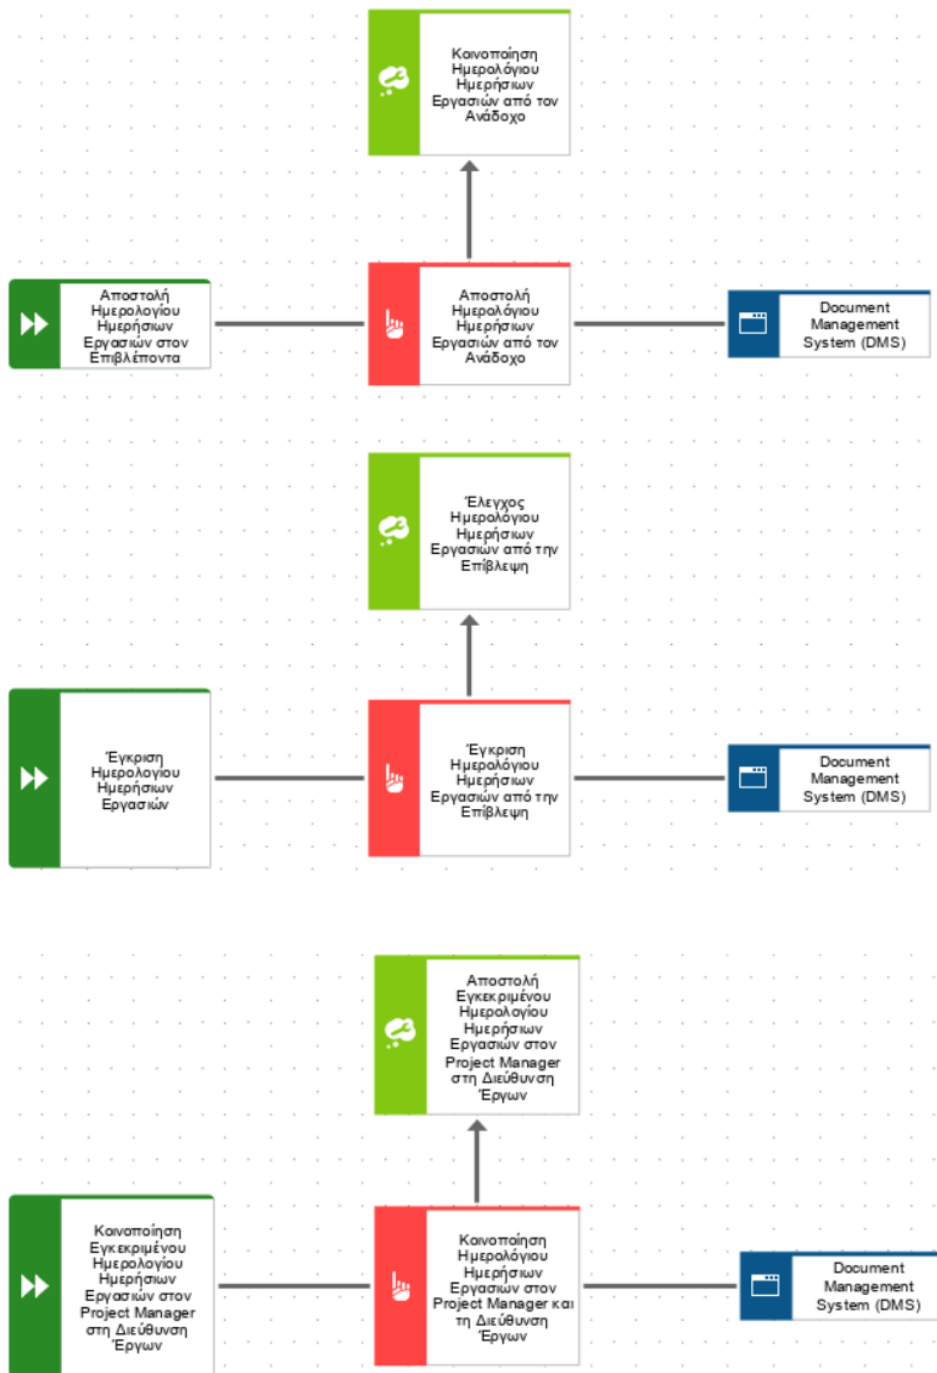 Κοινοποίηση
Ημερολόγιου
Ημερήσιων
Εργασιών από τον
Ανάδοχο
Αποστολή
Ημερολογίου
Ημερήσιων
Εργασιών στον
Επιβλέποντα
Αποστολή
Ημερολόγιου
Ημερήσιων
Εργασιών από τον
Ανάδοχο
Document
Management
System (DMS)
Έλεγχος
Ημερολόγιου
Ημερήσιων
Εργασιών από την
Επίβλεψη
Έγκριση
Ημερολογίου
Ημερήσιων
Εργασιών
Έγκριση
Ημερολόγιου
Ημερήσιων
Εργασιών από την
Επίβλεψη
Document
Management
System (DMS)
Αποστολή
Εγκεκριμένου
Ημερολογίου
Ημερήσιων
Εργασιών στον
Project Manager
στη Διεύθυνση
Έργων
Κοινοποίηση
Εγκεκριμένου
Ημερολογίου
Ημερήσιων
Εργασιών στον
Project Manager
στη Διεύθυνση
Έργων
Κοινοποίηση
Ημερολόγιου
Ημερήσιων
Εργασιών στον
Project Manager και
τη Διεύθυνση
Έργων
Document
Management
System (DMS)